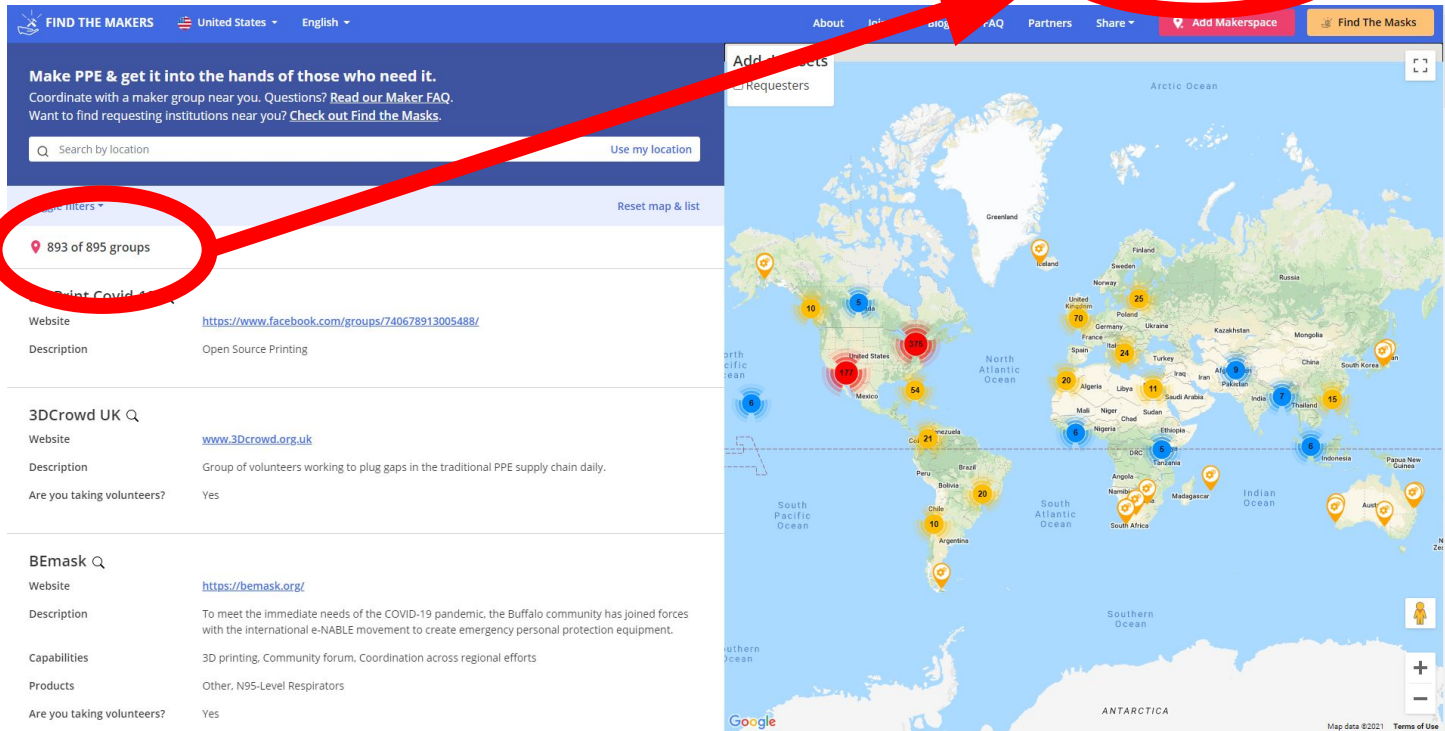 FIND THE MAKERS
United States
English
About
FAQ
Partners
Share
Add Makerspace
Find The Masks
Make PPE & get it into the hands of those who need it.
Coordinate with a maker group near you. Questions? Read our Maker FAQ.
Want to find requesting institutions near you? Check out Find the Masks.
Search by location
Use my location
filters
Reset map & list
893 of 895 groups
Print Covid-19
Website
https://www.facebook.com/groups/740678913005488/
Description
Open Source Printing
3DCrowd UK
Website
www.3Dcrowd.org.uk
Description
Group of volunteers working to plug gaps in the traditional PPE supply chain daily.
Are you taking volunteers?
Yes
BEmask
Website
https://bemask.org/
Description
To meet the immediate needs of the COVID-19 pandemic, the Buffalo community has joined forces
with the international e-NABLE movement to create emergency personal protection equipment.
Capabilities
3D printing, Community forum, Coordination across regional efforts
Products
Other, N95-Level Respirators
Are you taking volunteers?
Yes
Add
Requesters
Arctic Ocean
Greenland
Iceland
Finland
Sweden
Norway
Russia
United
Kingdom
25
70
Poland
Germany
Ukraine
Kazakhstan
Mongolia
France
24
Spain
Turkey
China
South Korea
10
5
376
United States
177
North
Atlantic
Ocean
54
Mexico
6
20
Algeria
Libya
11
Iraq
Iran
9
Pakistan
Saudi Arabia
India
7
Thailand
15
Mali
Niger
Chad
Sudan
6
Nigeria
Ethiopia
DRC
5
Tanzania
6
Indonesia
Papua New
Guinea
21
Peru
Brazil
Bolivia
20
Chile
10
Argentina
Angola
Madagascar
South Africa
South
Pacific
Ocean
South
Atlantic
Ocean
Indian
Ocean
Southern
Ocean
ANTARCTICA
Google
Map data ©2021
Terms of Use